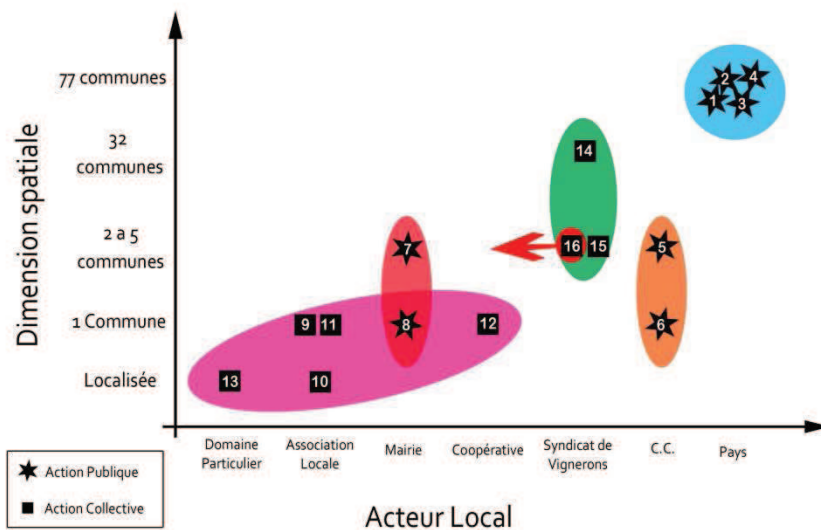 Dimension spatiale
77 communes
32
communes
2 a 5
communes
1 Commune
Localisée
2 4
1 3
14
7
16 15
5
9 11
8
12
6
13
10
Domaine
Particulier
Association
Locale
Mairie
Coopérative
Syndicat de
Vignerons
C.C.
Pays
Action Publique
Action Collective
Acteur Local